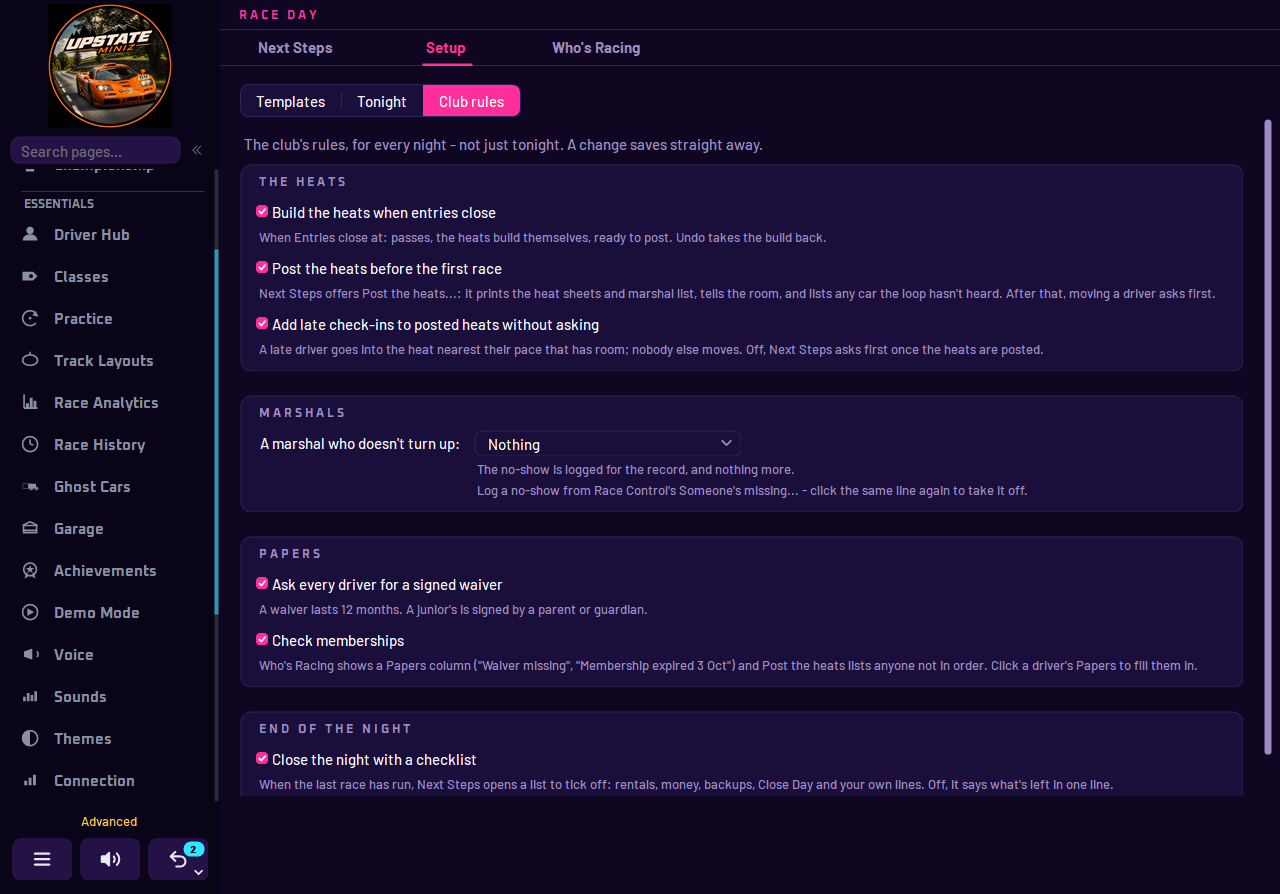 RACE DAY
Next Steps
Setup
Who's Racing
Templates
Tonight
Club rules
The club's rules, for every night - not just tonight. A change saves straight away.
THE HEATS
Build the heats when entries close
When Entries close at: passes, the heats build themselves, ready to post. Undo takes the build back.
Post the heats before the first race
Next Steps offers Post the heats...: it prints the heat sheets and marshal list, tells the room, and lists any car the loop hasn't heard. After that, moving a driver asks first.
Add late check-ins to posted heats without asking
A late driver goes into the heat nearest their pace that has room; nobody else moves. Off, Next Steps asks first once the heats are posted.
MARSHALS
A marshal who doesn't turn up:
Nothing
The no-show is logged for the record, and nothing more.
Log a no-show from Race Control's Someone's missing... - click the same line again to take it off.
PAPERS
Ask every driver for a signed waiver
A waiver lasts 12 months. A junior's is signed by a parent or guardian.
Check memberships
Who's Racing shows a Papers column ("Waiver missing", "Membership expired 3 Oct") and Post the heats lists anyone not in order. Click a driver's Papers to fill them in.
END OF THE NIGHT
Close the night with a checklist
When the last race has run, Next Steps opens a list to tick off: rentals, money, backups, Close Day and your own lines. Off, it says what's left in one line.
UPSTATE
MINIZ
Search pages...
Championship
ESSENTIALS
Driver Hub
Classes
Practice
Track Layouts
Race Analytics
Race History
Ghost Cars
Garage
Achievements
Demo Mode
Voice
Sounds
Themes
Connection
Advanced
2